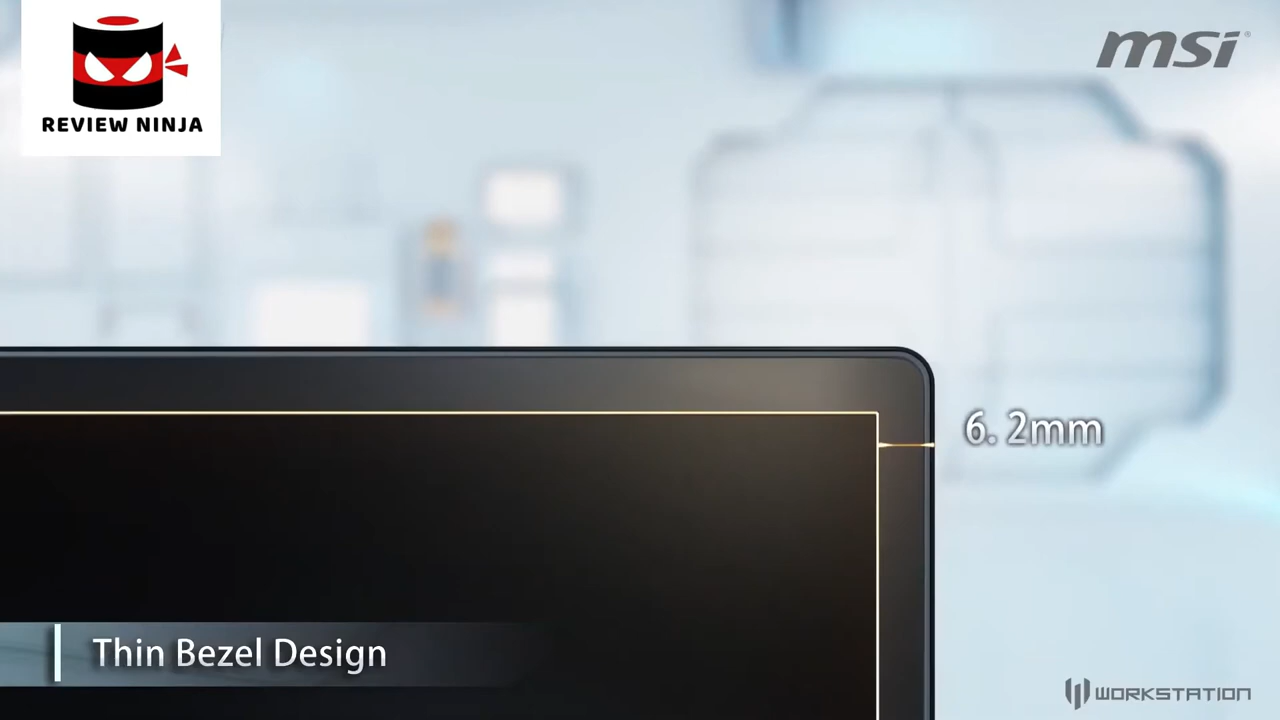 REVIEW NINJA
msi
6. 2mm
Thin Bezel Design
WORKSTATION